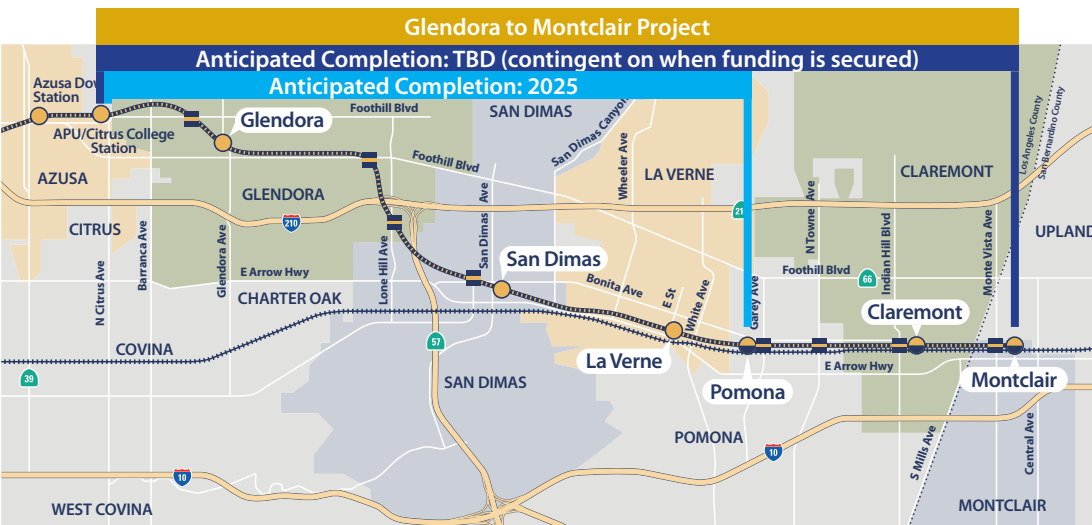 Glendora to Montclair Project
Anticipated Completion: TBD (contingent on when funding is secured)
Anticipated Completion: 2025
Azusa Dow
Station
APU/Citrus College
Station
Glendora
Foothill Blvd
SAN DIMAS
San Dimas Canyon
Foothill Blvd
Wheeler Ave
LA VERNE
CLAREMONT
Los Angeles County
San Bernardino County
AZUSA
GLENDORA
210
21
CITRUS
UPLAND
N Citrus Ave
Barranca Ave
Glendora Ave
E Arrow Hwy
Lone Hill Ave
San Dimas Ave
San Dimas
Bonita Ave
E St
White Ave
Garey Ave
N Towne Ave
Foothill Blvd
66
Indian Hill Blvd
Monte Vista Ave
CHARTER OAK
Claremont
COVINA
57
La Verne
E Arrow Hwy
39
SAN DIMAS
Pomona
Montclair
POMONA
10
10
S Mills Ave
Central Ave
WEST COVINA
MONTCLAIR